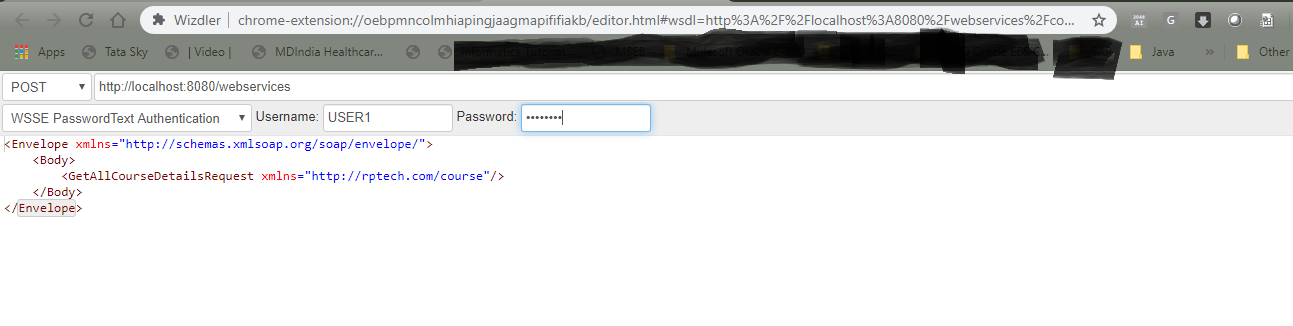 Wizdler chrome-extension://oebpmncolmhiapingjaagmapififiakb/editor.html#wsdl=http%3A%2F%2Flocalhost%3A8080%2Fwebservices%2Fco... 2048 AI G
Apps Tata Sky | Video | MDIndia Healthcar... Java » Other
POST http://localhost:8080/webservices
WSSE PasswordText Authentication Username: USER1 Password: ••••••••
<Envelope xmlns="http://schemas.xmlsoap.org/soap/envelope/">
<Body>
<GetAllCourseDetailsRequest xmlns="http://rptech.com/course"/>
</Body>
</Envelope>